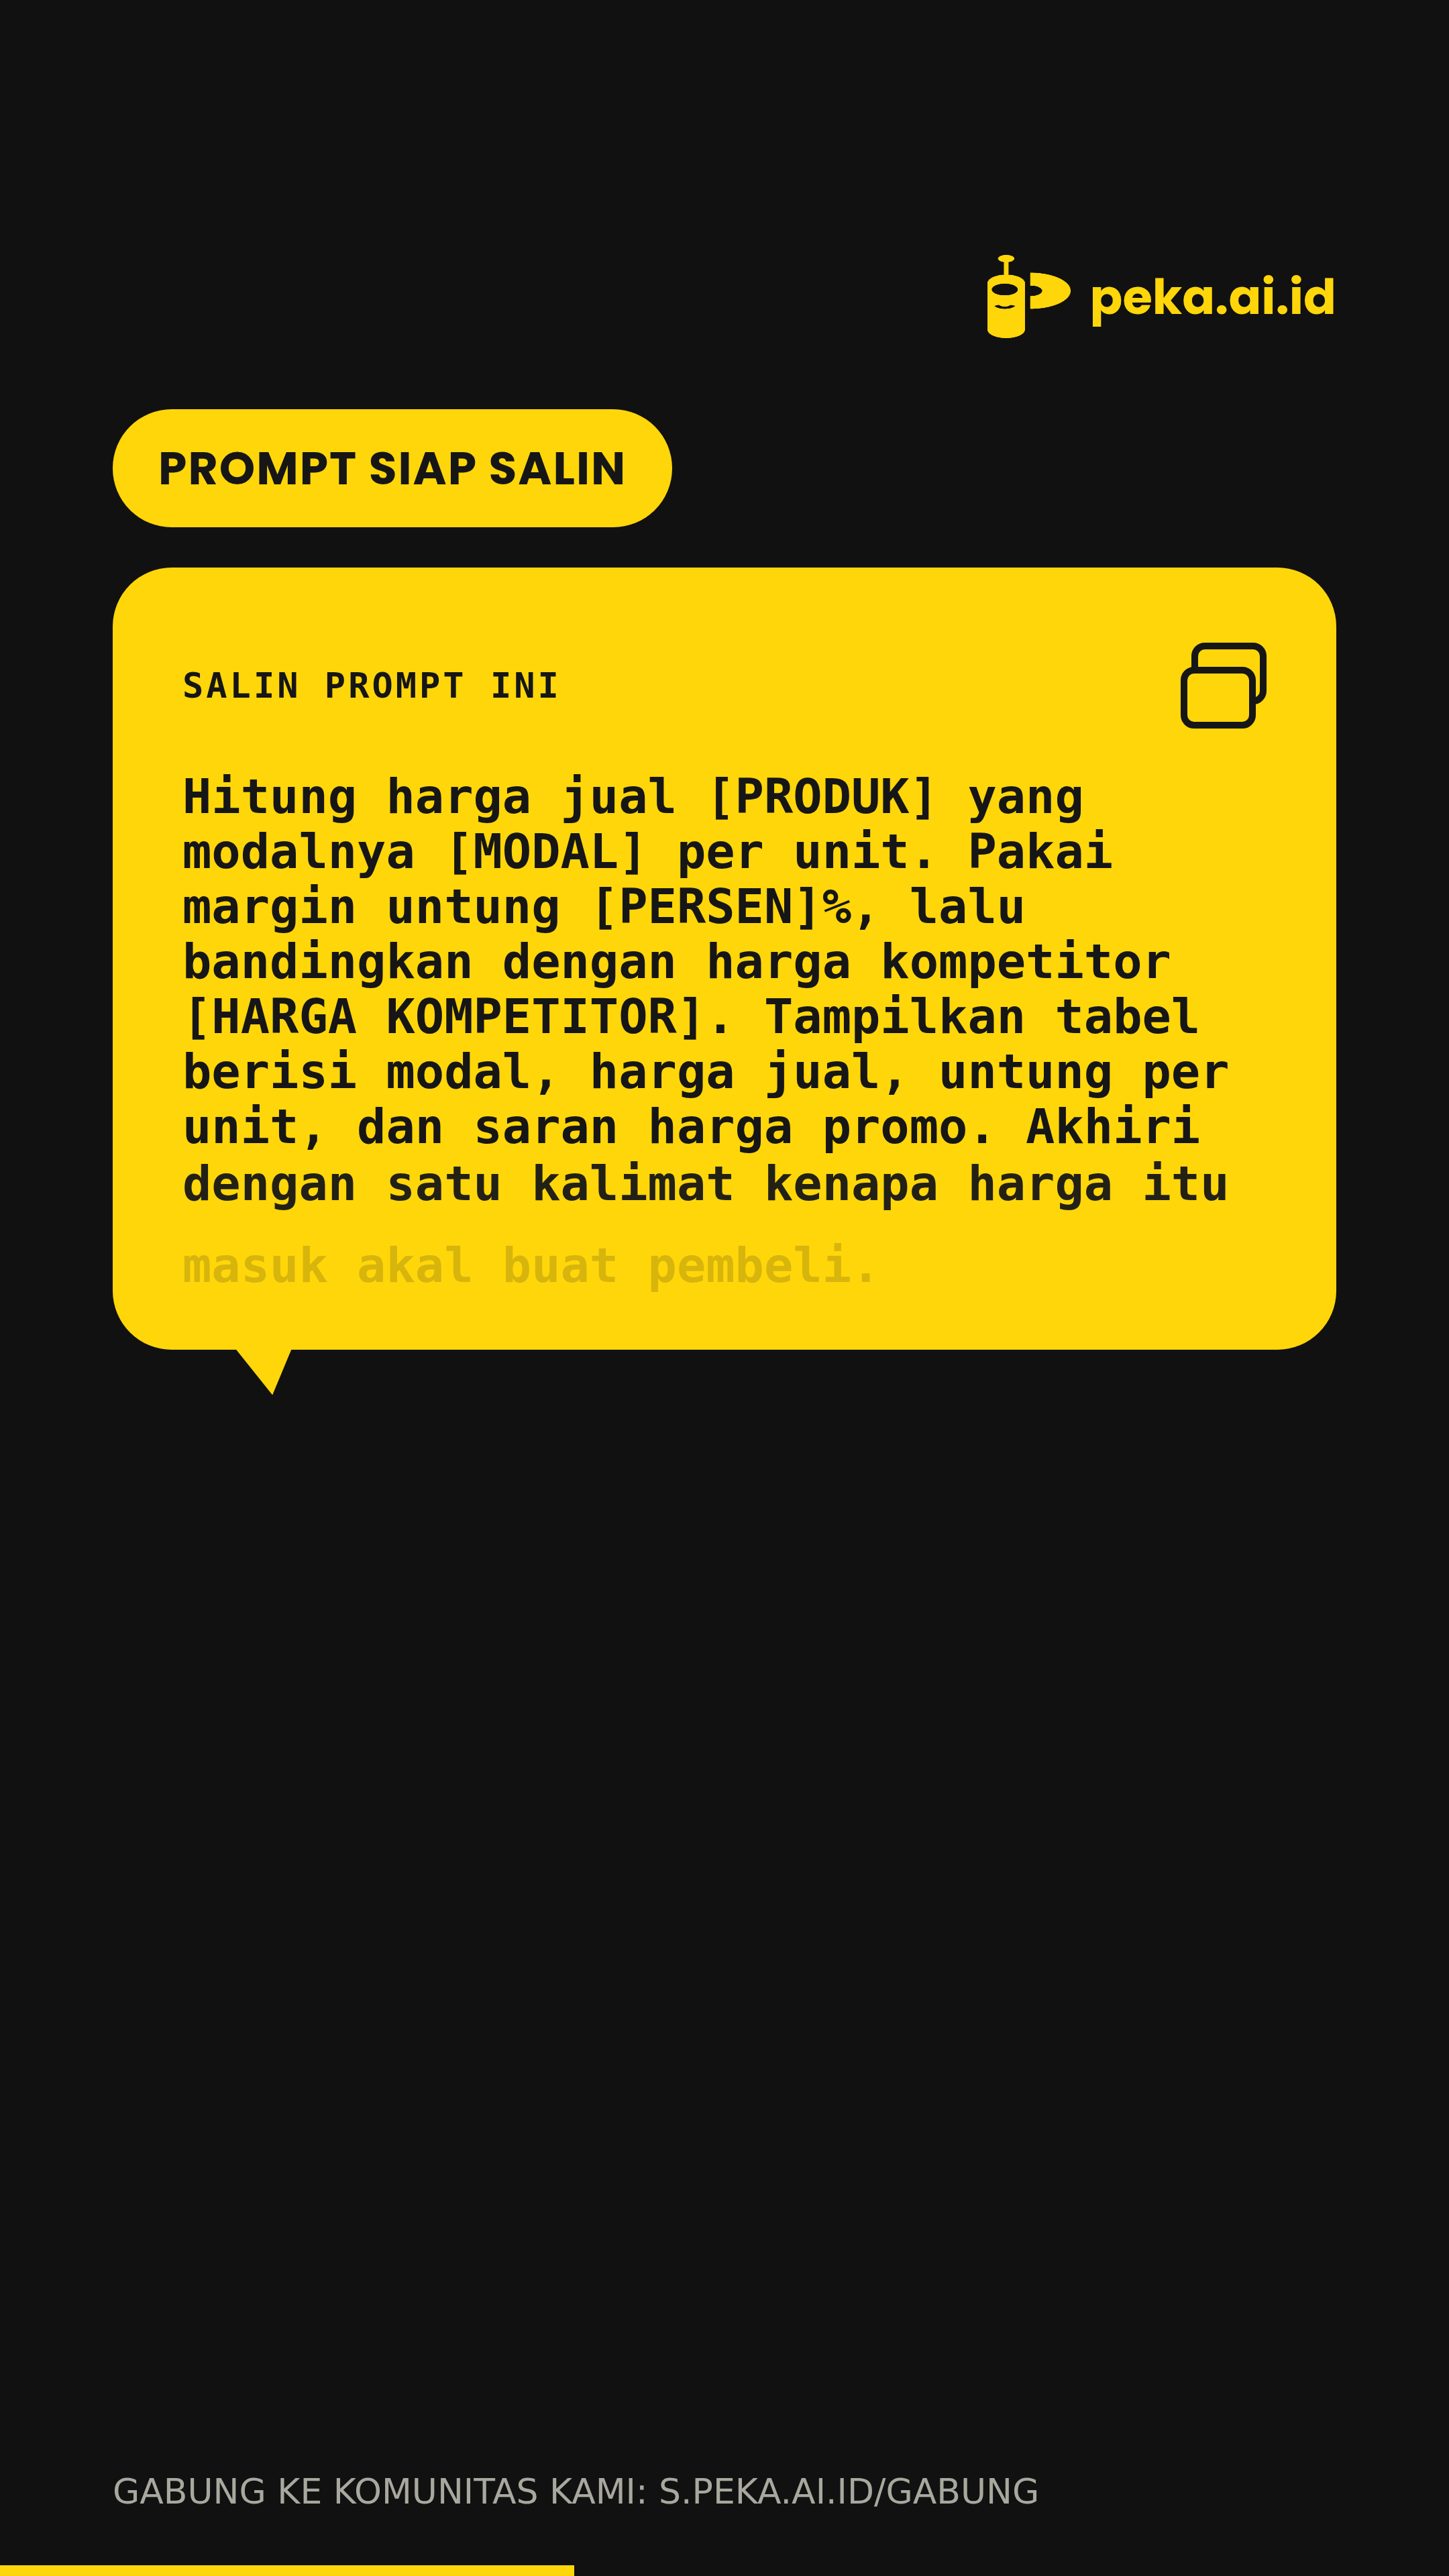 peka.ai.id
PROMPT SIAP SALIN
SALIN PROMPT INI
Hitung harga jual [PRODUK] yang
modalnya [MODAL] per unit. Pakai
margin untung [PERSEN]%, lalu
bandingkan dengan harga kompetitor
[HARGA KOMPETITOR]. Tampilkan tabel
berisi modal, harga jual, untung per
unit, dan saran harga promo. Akhiri
dengan satu kalimat kenapa harga itu
masuk akal buat pembeli.
GABUNG KE KOMUNITAS KAMI: S.PEKA.AI.ID/GABUNG